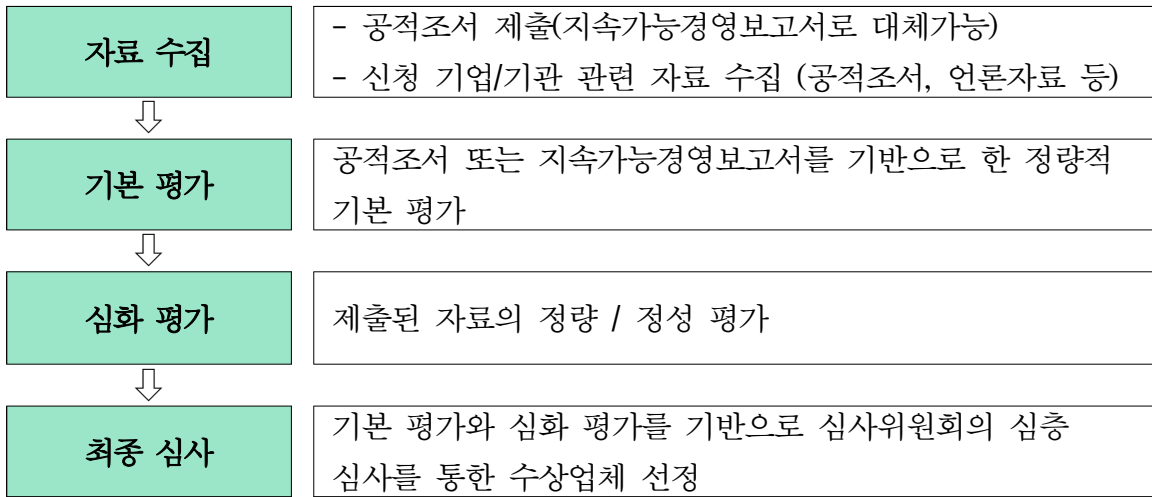 자료 수집
- 공적조서 제출(지속가능경영보고서로 대체가능)
- 신청 기업/기관 관련 자료 수집 (공적조서, 언론자료 등)
기본 평가
공적조서 또는 지속가능경영보고서를 기반으로 한 정량적
기본 평가
심화 평가
제출된 자료의 정량 / 정성 평가
최종 심사
기본 평가와 심화 평가를 기반으로 심사위원회의 심층
심사를 통한 수상업체 선정